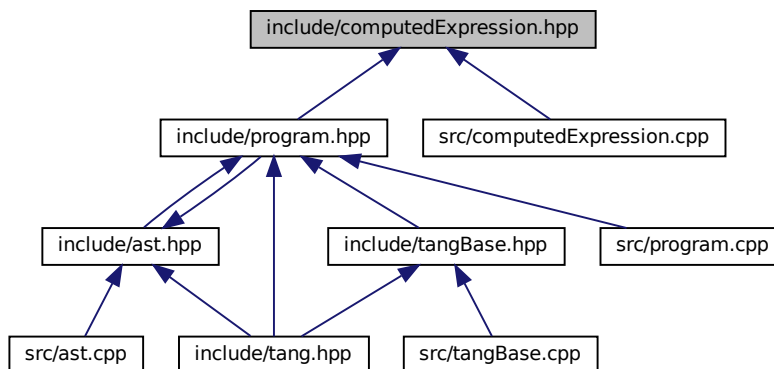 include/computedExpression.hpp
include/program.hpp
src/computedExpression.cpp
include/ast.hpp
include/tangBase.hpp
src/program.cpp
src/ast.cpp
include/tang.hpp
src/tangBase.cpp